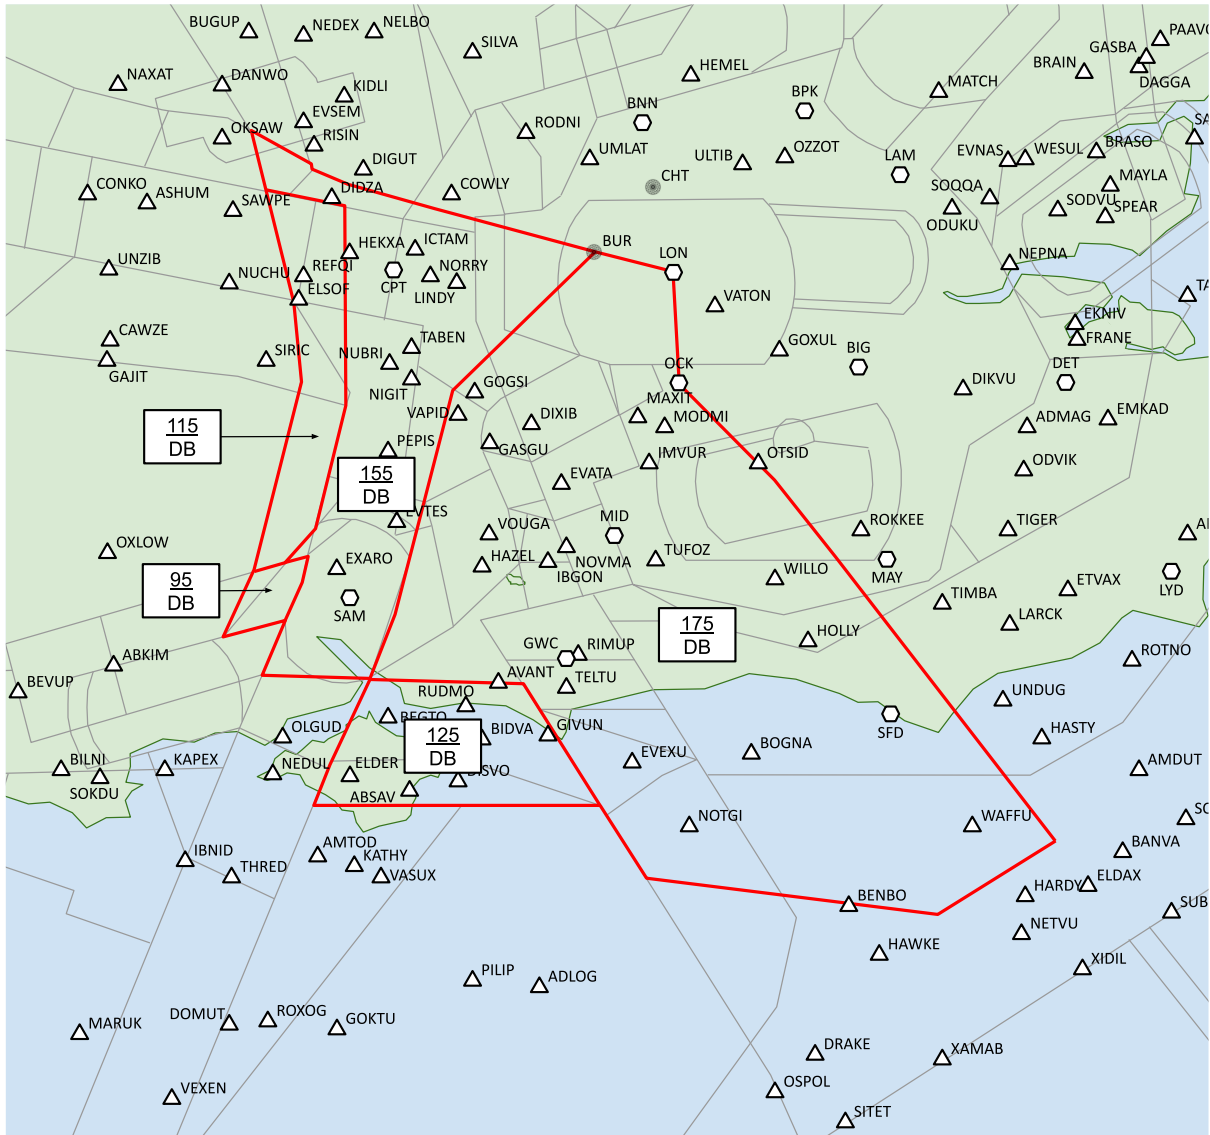 BUGUP
NEDEX
NELBO
SILVA
HEMEL
MATCH
BRAIN
GASBA
DAGGA
NAXAT
DANWO
KIDLI
EVSEM
OKSAW
RISIN
RODNI
BNN
BPK
UMLAT
ULTIB
OZZOT
LAM
EVNAS
WESUL
BRASO
DIGUT
CONKO
ASHUM
SAWPE
DIDZA
COWLY
CHT
SOQQA
ODUKU
MAYLA
SODVU
SPEAR
UNZIB
NUCHU
REFQI
ELSOF
HEKXA
ICTAM
CPT
NORRY
LINDY
BUR
LON
VATON
NEPNA
CAWZE
GAJIT
SIRIC
NUBRI
TABEN
NIGIT
GOGSI
VAPID
GOXUL
BIG
EKNIV
FRANE
DET
OCK
MAXIT
MODMI
DIKVU
ADMAG
EMKAD
115
DB
PEPIS
GASGU
DIXIB
IMVUR
OTSID
ODVIK
155
DB
EVATA
EVTES
VOUGA
MID
ROKKEE
TIGER
OXLOW
EXARO
HAZEL
NOVMA
IBGON
TUFOZ
WILLO
MAY
LYD
95
DB
SAM
TIMBA
ETVAX
LARCK
175
DB
HOLLY
ABKIM
BEVUP
GWC
RIMUP
AVANT
TELTU
ROTNO
RUDMO
UNDUG
OLGUD
BIDVA
GIVUN
SFD
HASTY
125
DB
BILNI
SOKDU
KAPEX
NEDUL
ELDER
ABSAV
DISVO
EVEXU
BOGNA
AMDUT
NOTGI
WAFFU
IBNID
THRED
AMTOD
KATHY
VASUX
BANVA
HARDY
ELDAX
BENBO
NETVU
HAWKE
XIDIL
PILIP
ADLOG
MARUK
DOMUT
ROXOG
GOKTU
DRAKE
XAMAB
VEXEN
OSPOL
SITET